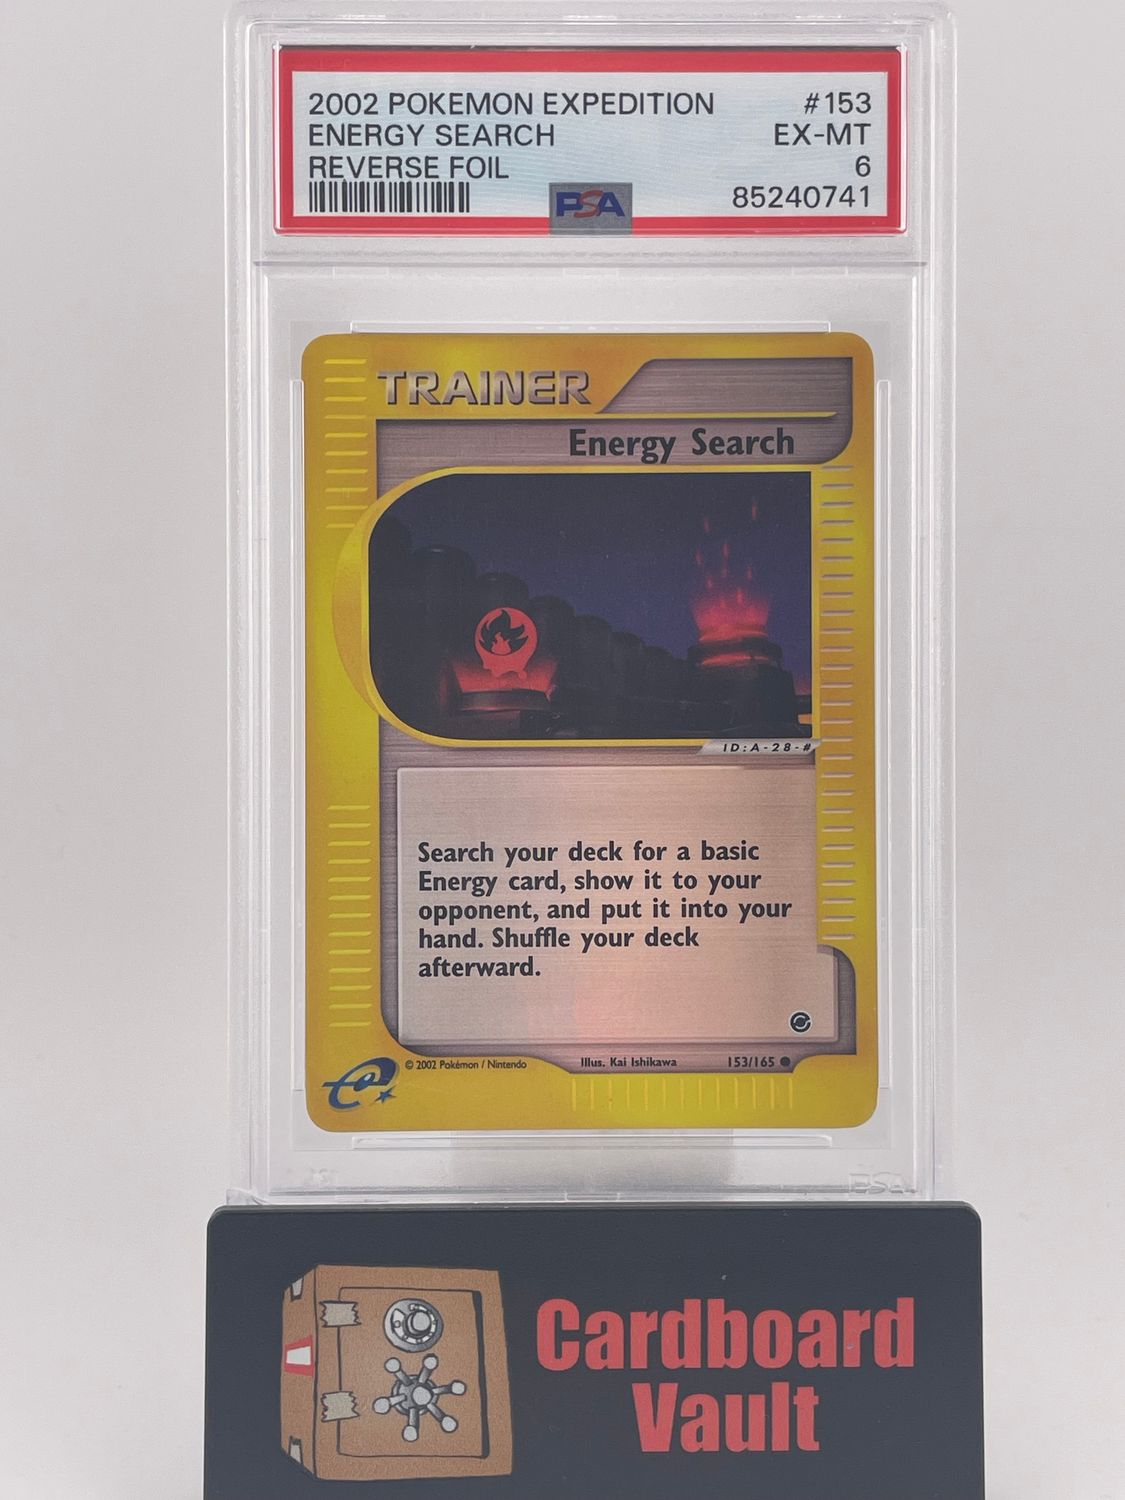 2002 POKEMON EXPEDITION #153
ENERGY SEARCH EX-MT
REVERSE FOIL 6
PSA 85240741
TRAINER
Energy Search
ID:A-28-#
Search your deck for a basic
Energy card, show it to your
opponent, and put it into your
hand. Shuffle your deck
afterward.
e
© 2002 Pokémon / Nintendo Illus. Kai Ishikawa 153/165
PSA
Cardboard
Vault